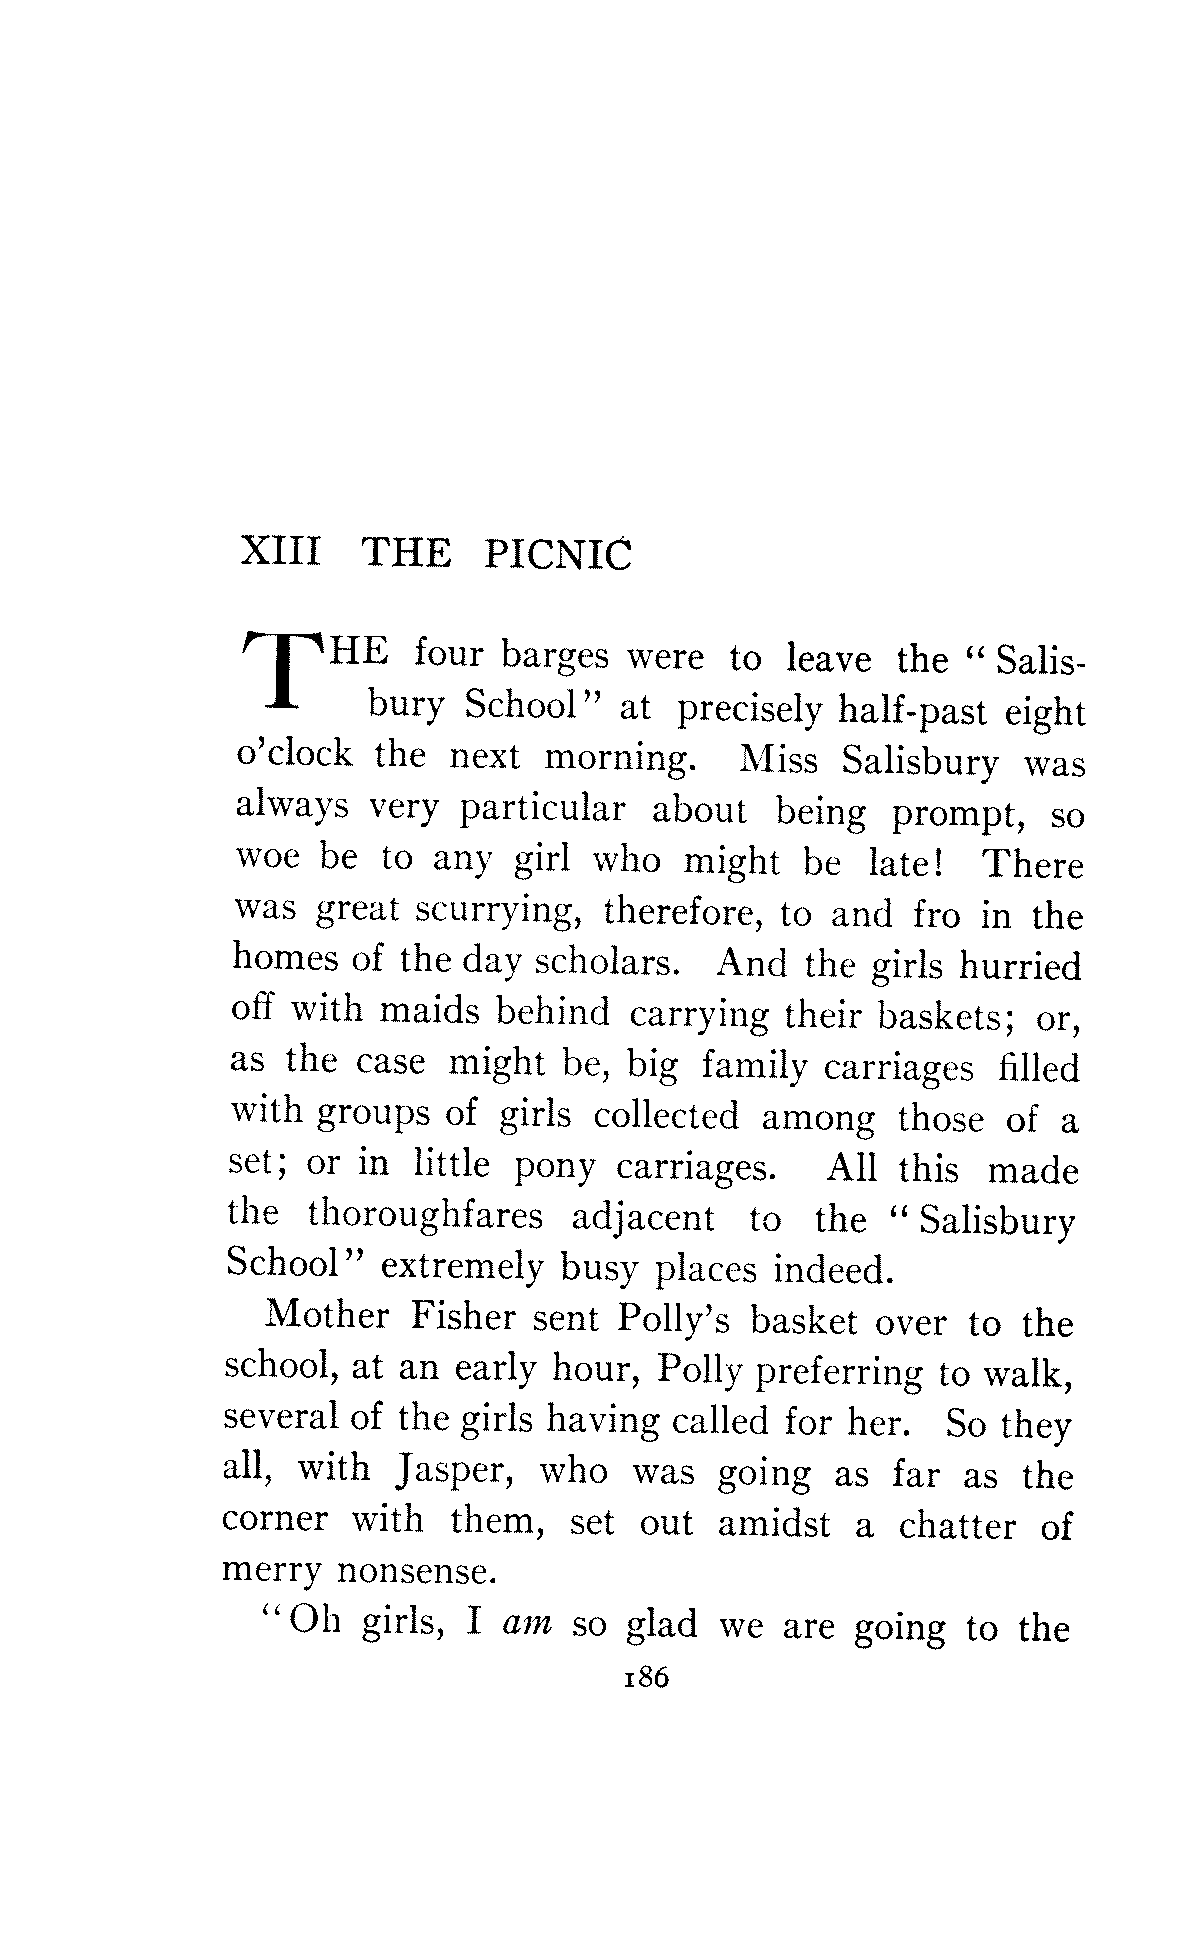 XIII THE PICNIC
THE four barges were to leave the “Salis-
bury School” at precisely half-past eight
o’clock the next morning. Miss Salisbury was
always very particular about being prompt, so
woe be to any girl who might be late! There
was great scurrying, therefore, to and fro in the
homes of the day scholars. And the girls hurried
off with maids behind carrying their baskets; or,
as the case might be, big family carriages filled
with groups of girls collected among those of a
set; or in little pony carriages. All this made
the thoroughfares adjacent to the “Salisbury
School” extremely busy places indeed.
Mother Fisher sent Polly’s basket over to the
school, at an early hour, Polly preferring to walk,
several of the girls having called for her. So they
all, with Jasper, who was going as far as the
corner with them, set out amidst a chatter of
merry nonsense.
“Oh girls, I am so glad we are going to the
186